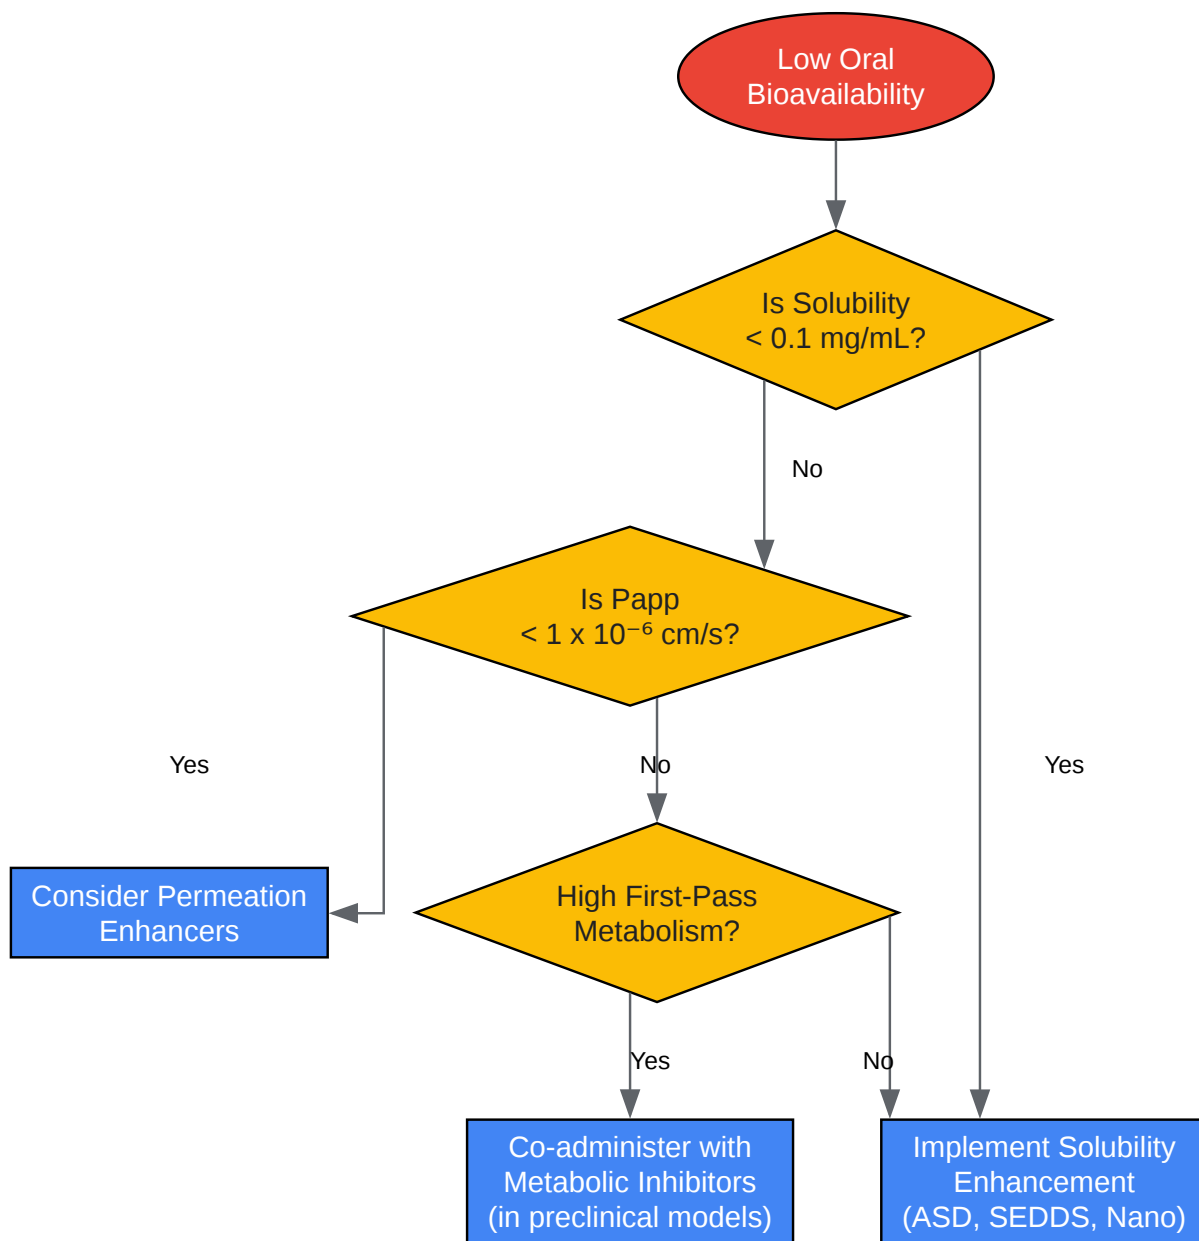 Low Oral
Bioavailability
Is Solubility
< 0.1 mg/mL?
No
Is Papp
< 1 x 10⁻⁶ cm/s?
Yes
No
Yes
Consider Permeation
Enhancers
High First-Pass
Metabolism?
Yes
No
Co-administer with
Metabolic Inhibitors
(in preclinical models)
Implement Solubility
Enhancement
(ASD, SEDDS, Nano)